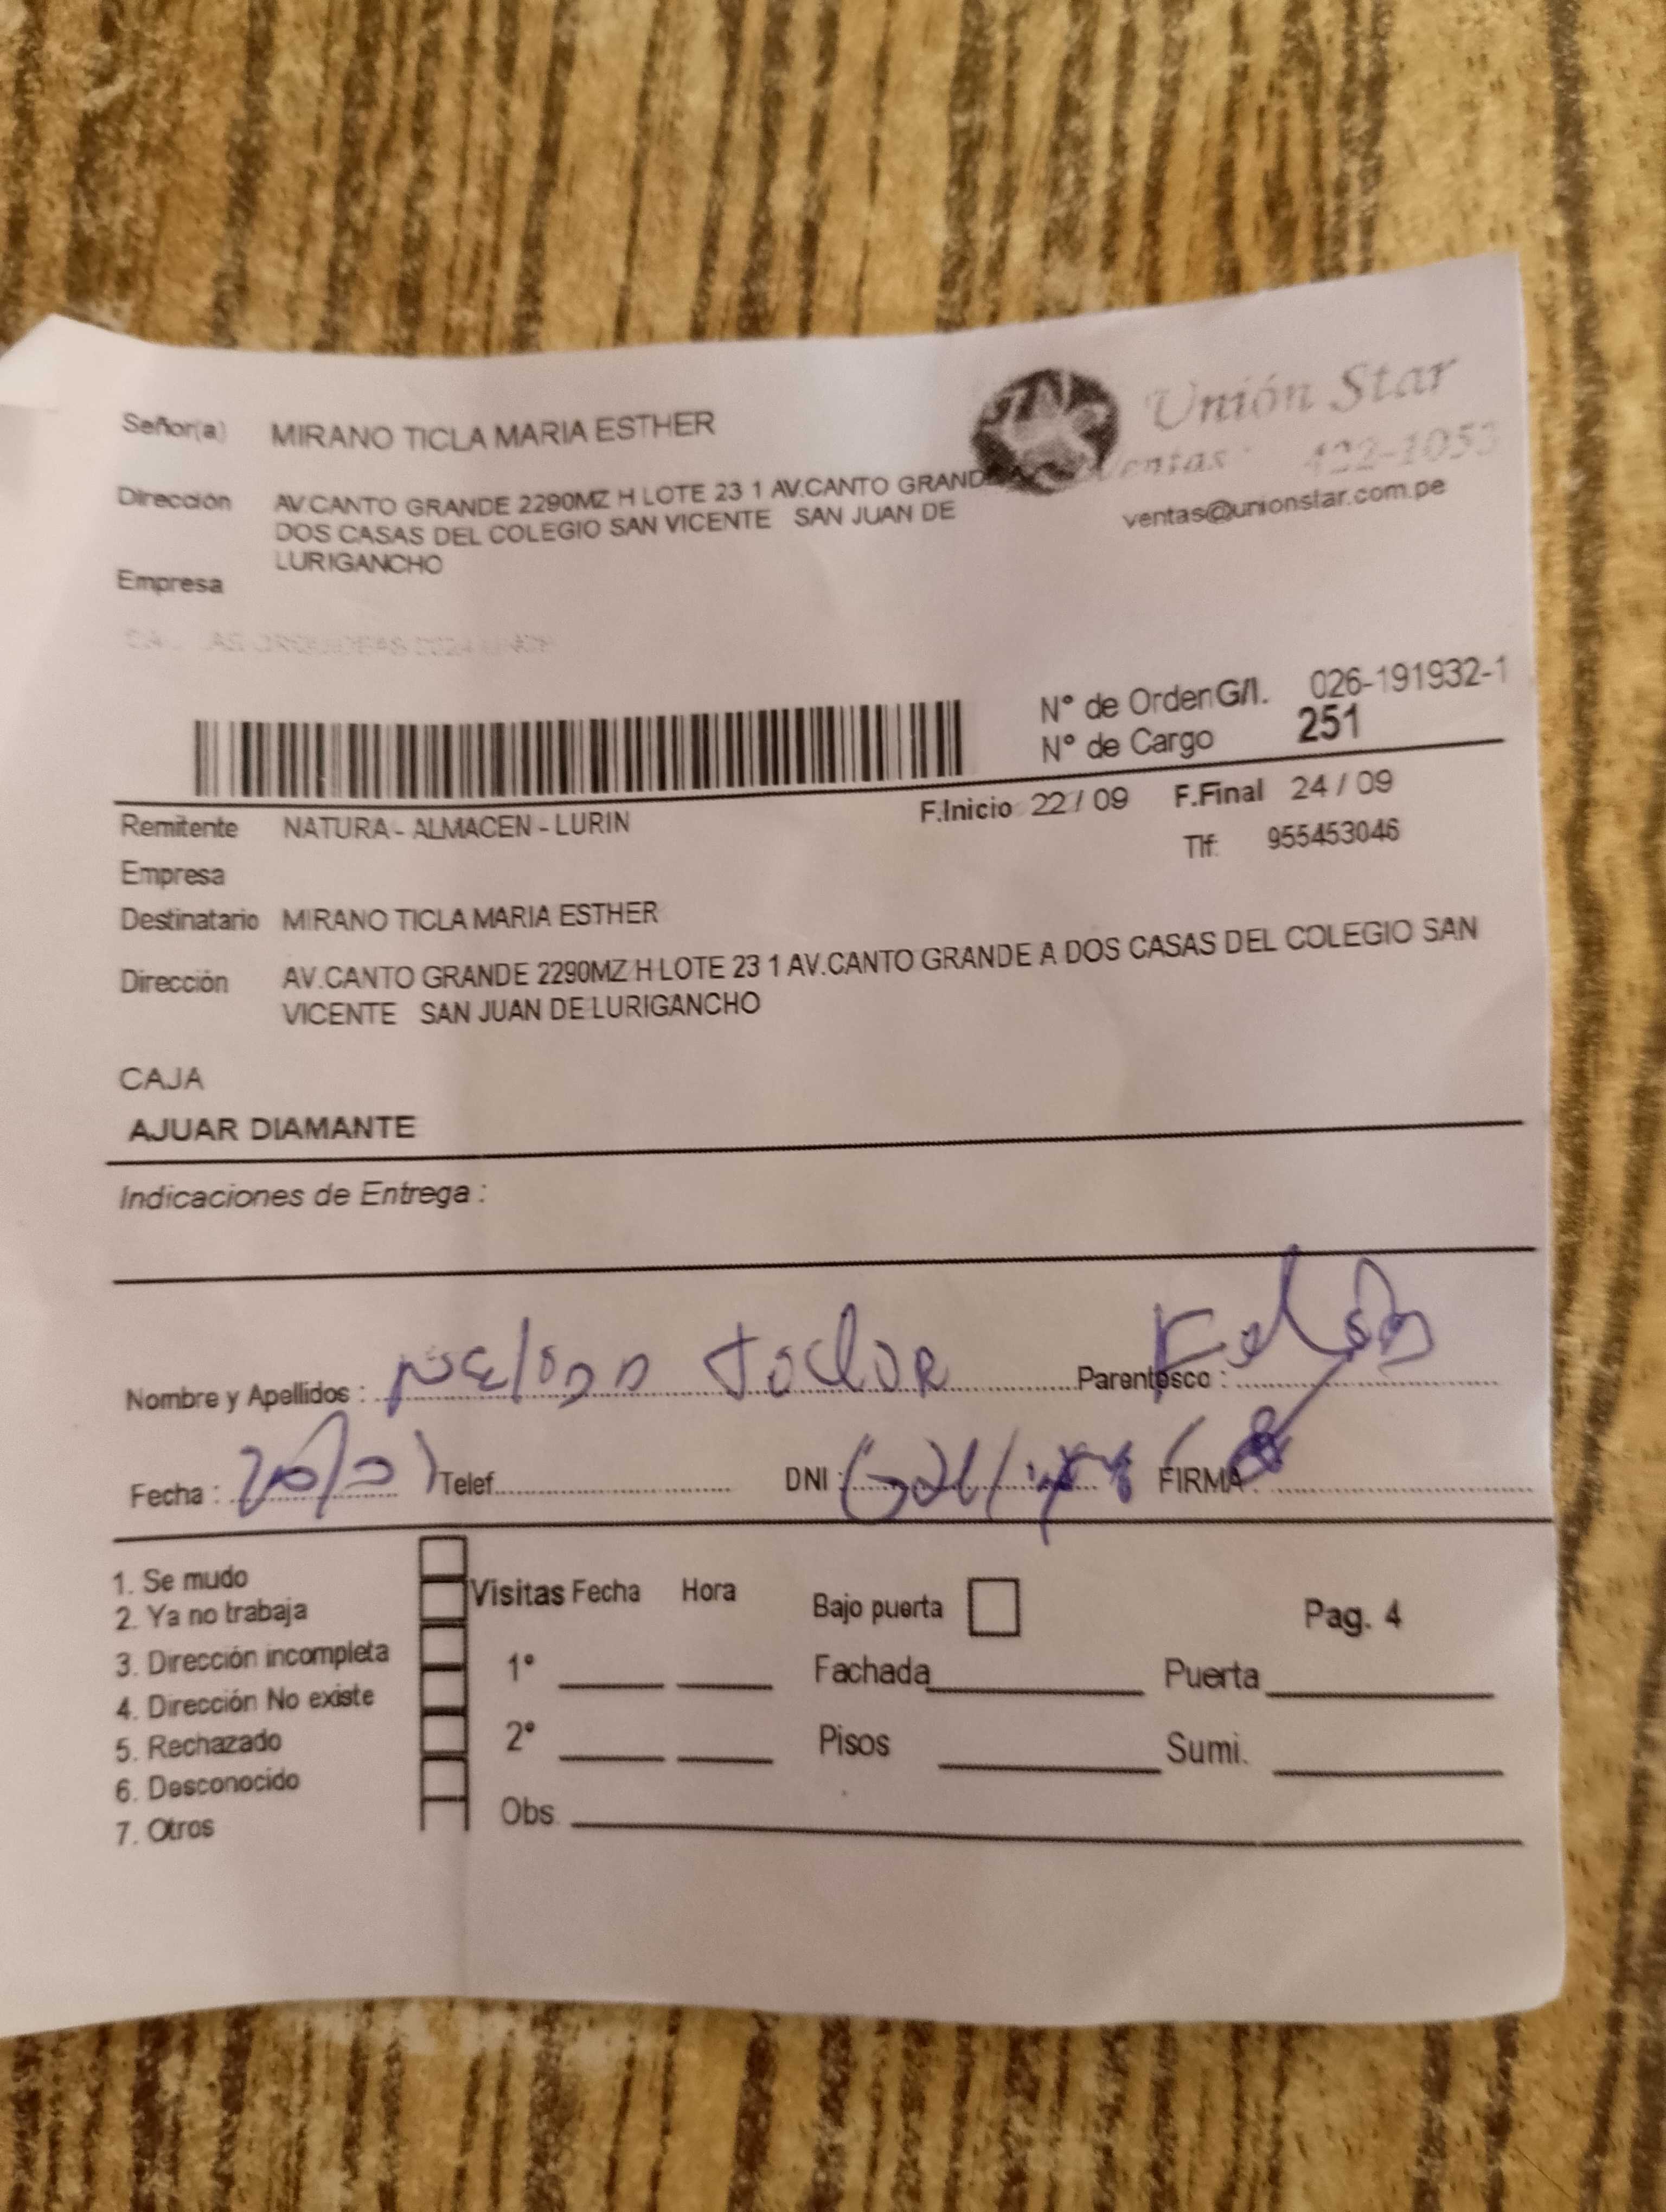 Señor(a) MIRANO TICLA MARIA ESTHER
Unión Star
Ventas: 422-1053
ventas@unionstar.com.pe
Dirección AV.CANTO GRANDE 2290MZ H LOTE 23 1 AV.CANTO GRAND
DOS CASAS DEL COLEGIO SAN VICENTE SAN JUAN DE
LURIGANCHO
Empresa
N° de Orden G/I. 026-191932-1
N° de Cargo 251
Remitente NATURA - ALMACEN - LURIN F.Inicio 22 / 09 F.Final 24 / 09
Tlf: 955453046
Empresa
Destinatario MIRANO TICLA MARIA ESTHER
Dirección AV.CANTO GRANDE 2290MZ H LOTE 23 1 AV.CANTO GRANDE A DOS CASAS DEL COLEGIO SAN
VICENTE SAN JUAN DE LURIGANCHO
CAJA
AJUAR DIAMANTE
Indicaciones de Entrega :
Nombre y Apellidos : Parentesco :
Fecha : Telef. DNI : FIRMA:
1. Se mudo
2. Ya no trabaja
3. Dirección incompleta
4. Dirección No existe
5. Rechazado
6. Desconocido
7. Otros
Visitas Fecha Hora Bajo puerta Pag. 4
1° Fachada Puerta
2° Pisos Sumi.
Obs